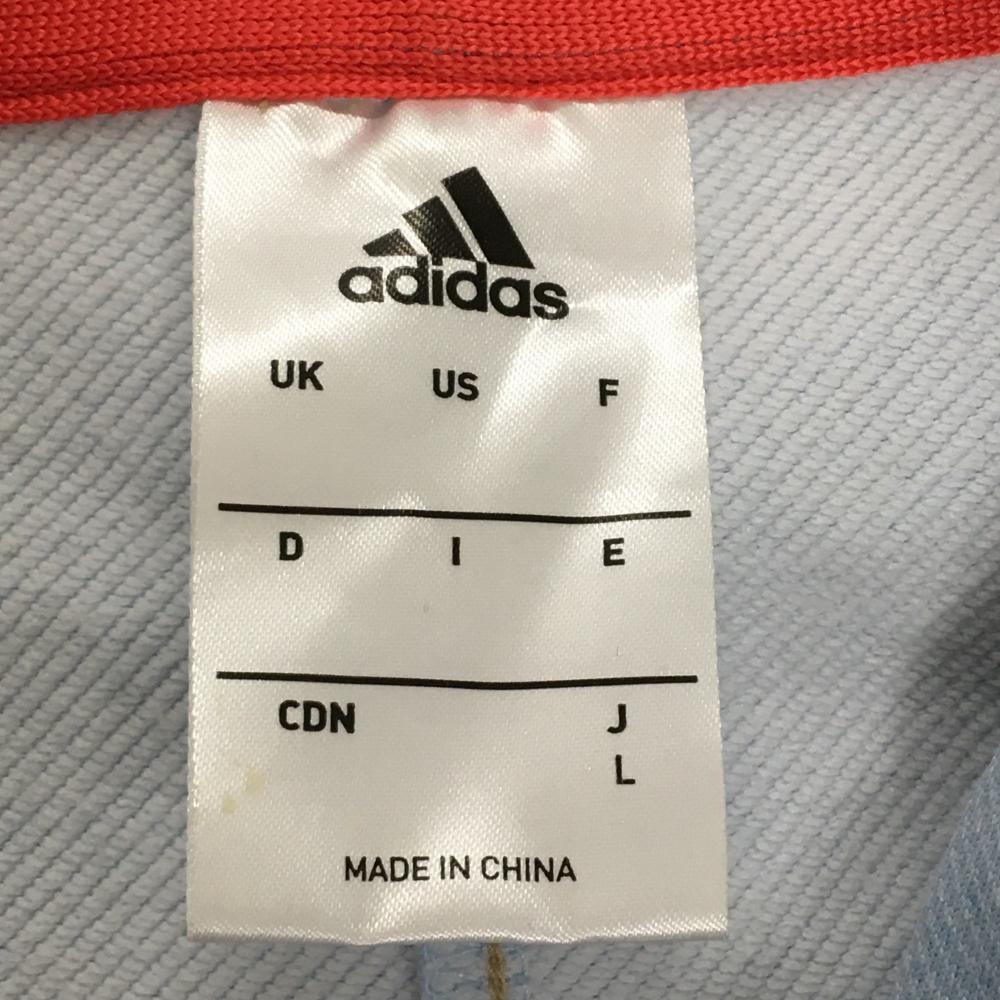 adidas
UK US F
D I E
CDN J
L
MADE IN CHINA